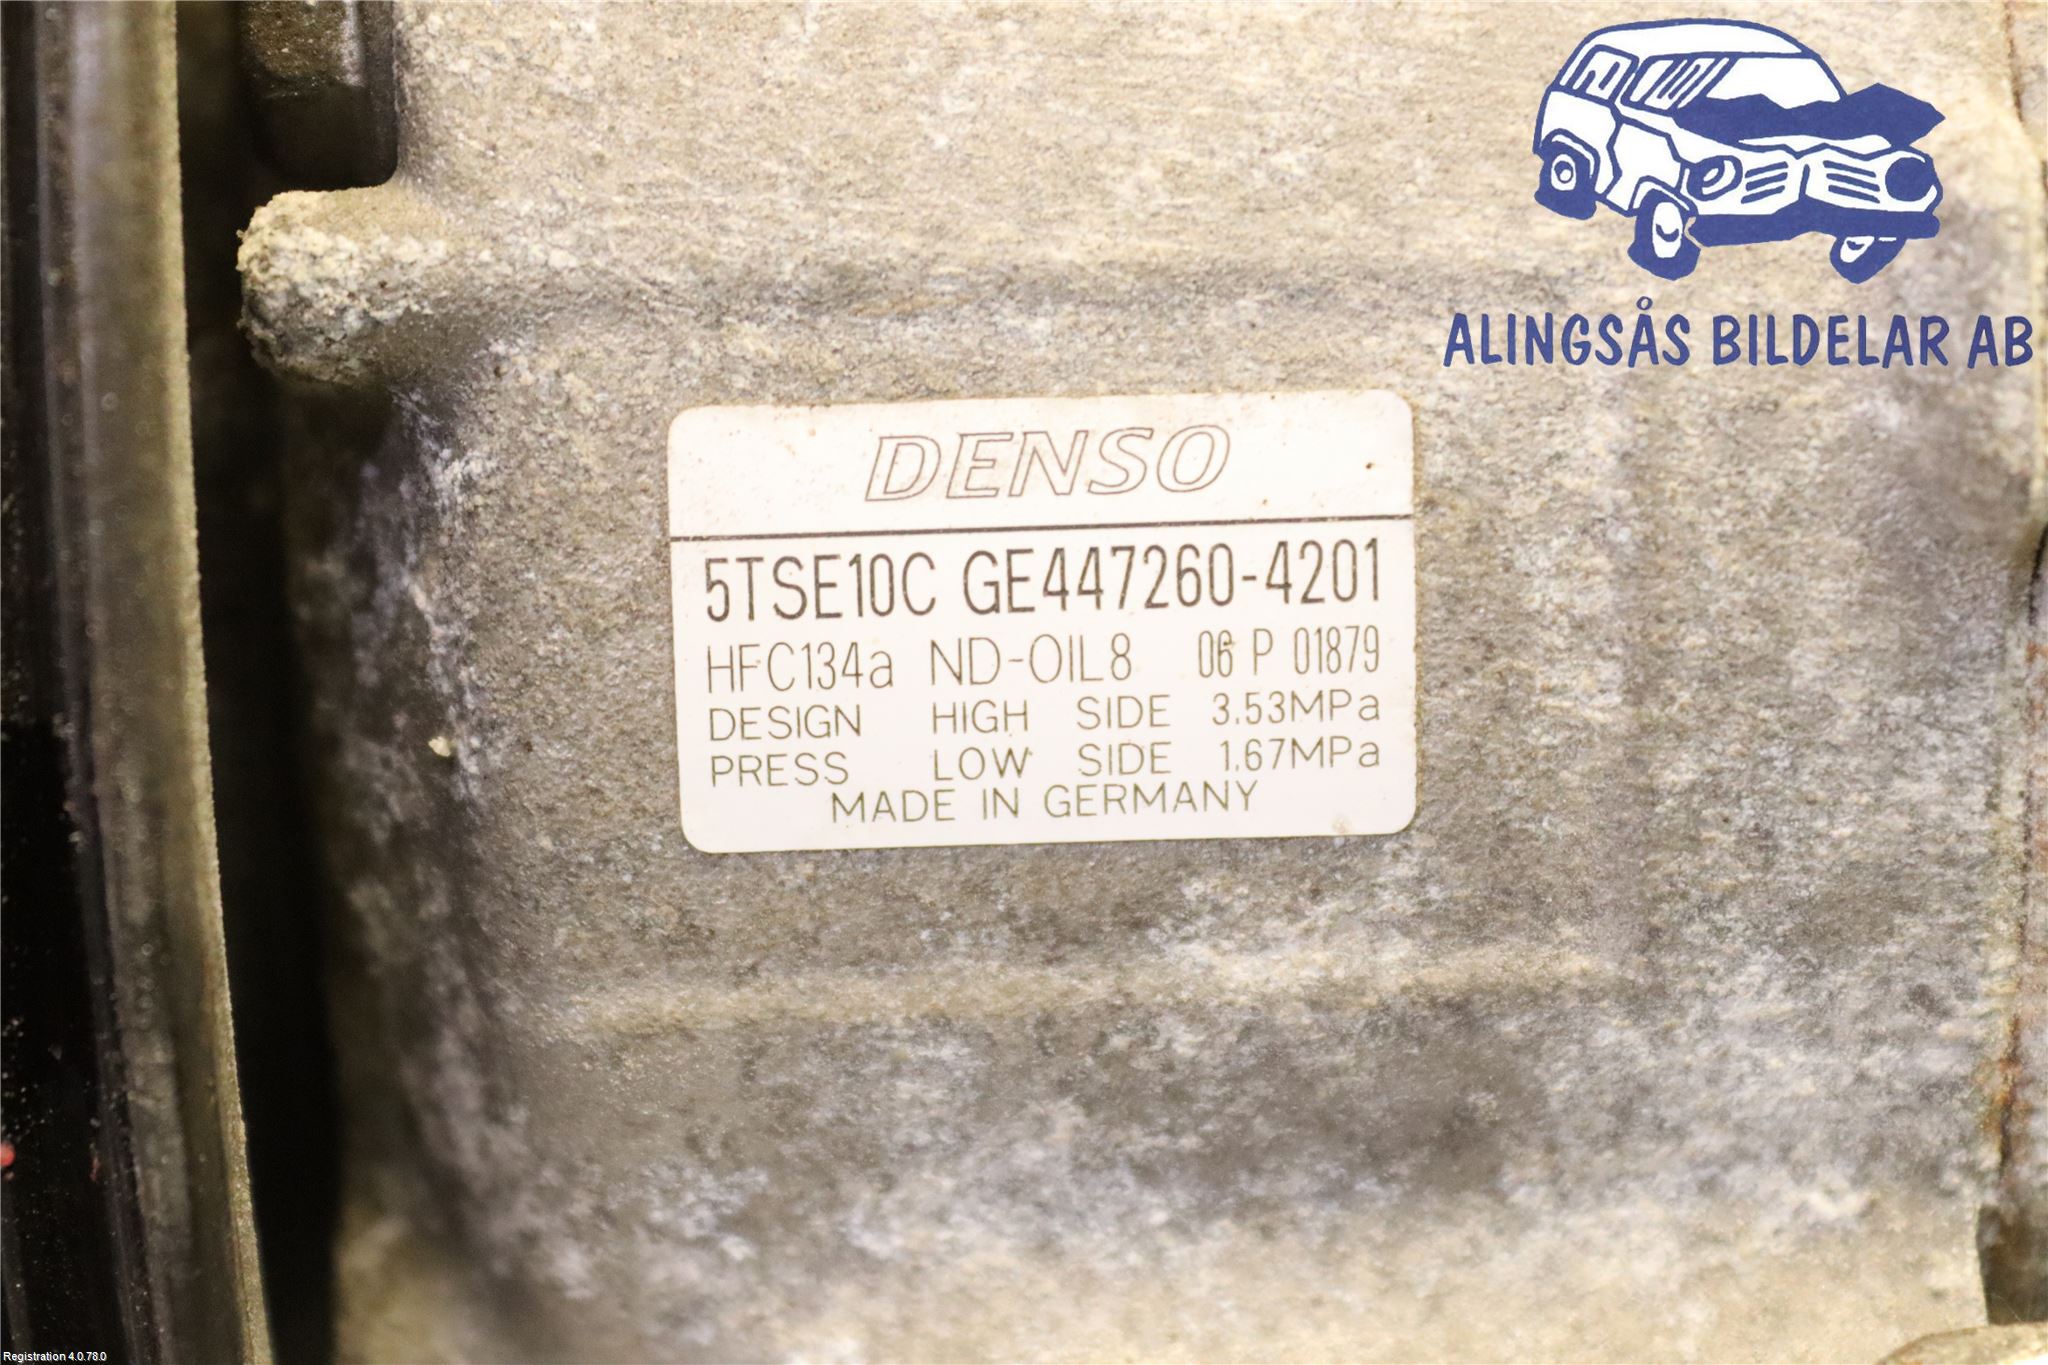 ALINGSÅS BILDELAR AB
DENSO
5TSE10C GE447260-4201
HFC134a ND-OIL8 06 P 01879
DESIGN HIGH SIDE 3.53MPa
PRESS LOW SIDE 1.67MPa
MADE IN GERMANY
Registration 4.0.78.0